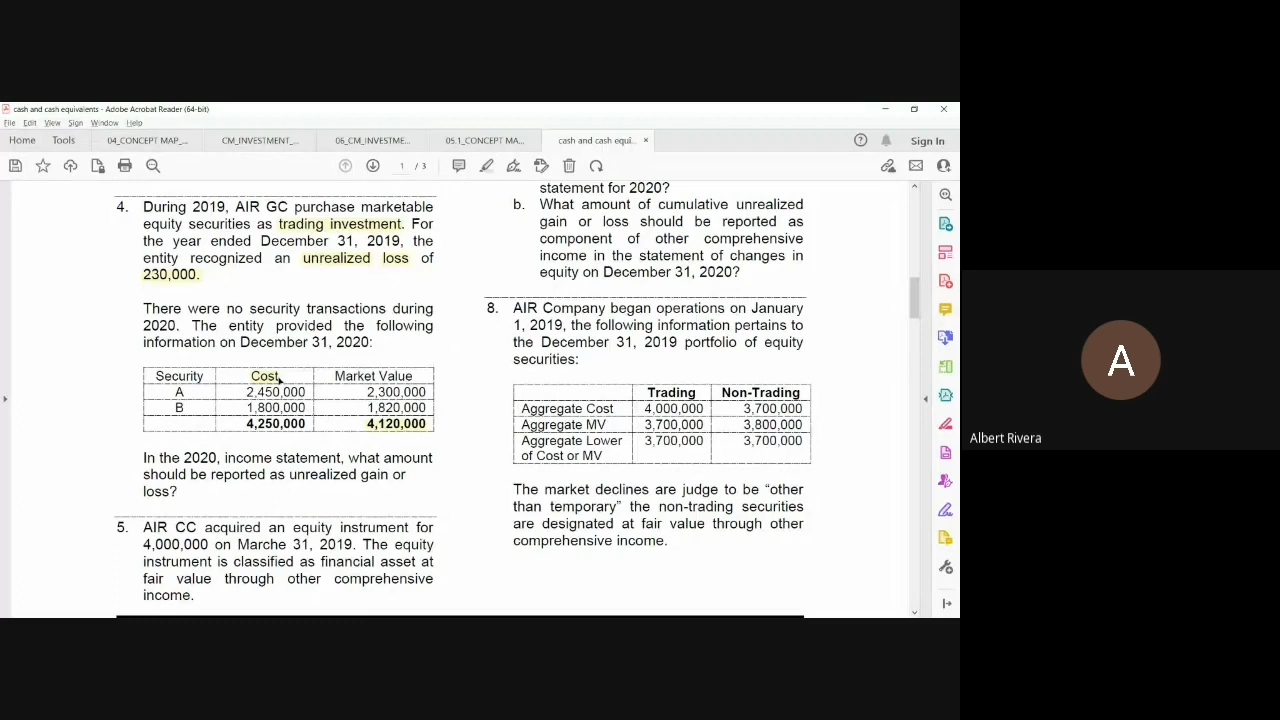 cash and cash equivalents - Adobe Acrobat Reader (64-bit)
File Edit View Sign Window Help
Home Tools 04_CONCEPT MAP_... CM_INVESTMENT_... 06_CM_INVESTME... 05.1_CONCEPT MA... cash and cash equi... × Sign In
1 / 3
4. During 2019, AIR GC purchase marketable
equity securities as trading investment. For
the year ended December 31, 2019, the
entity recognized an unrealized loss of
230,000.
There were no security transactions during
2020. The entity provided the following
information on December 31, 2020:
Security Cost Market Value
A 2,450,000 2,300,000
B 1,800,000 1,820,000
4,250,000 4,120,000
In the 2020, income statement, what amount
should be reported as unrealized gain or
loss?
5. AIR CC acquired an equity instrument for
4,000,000 on Marche 31, 2019. The equity
instrument is classified as financial asset at
fair value through other comprehensive
income.
statement for 2020?
b. What amount of cumulative unrealized
gain or loss should be reported as
component of other comprehensive
income in the statement of changes in
equity on December 31, 2020?
8. AIR Company began operations on January
1, 2019, the following information pertains to
the December 31, 2019 portfolio of equity
securities:
Trading Non-Trading
Aggregate Cost 4,000,000 3,700,000
Aggregate MV 3,700,000 3,800,000
Aggregate Lower 3,700,000 3,700,000
of Cost or MV
The market declines are judge to be “other
than temporary” the non-trading securities
are designated at fair value through other
comprehensive income.
A
Albert Rivera